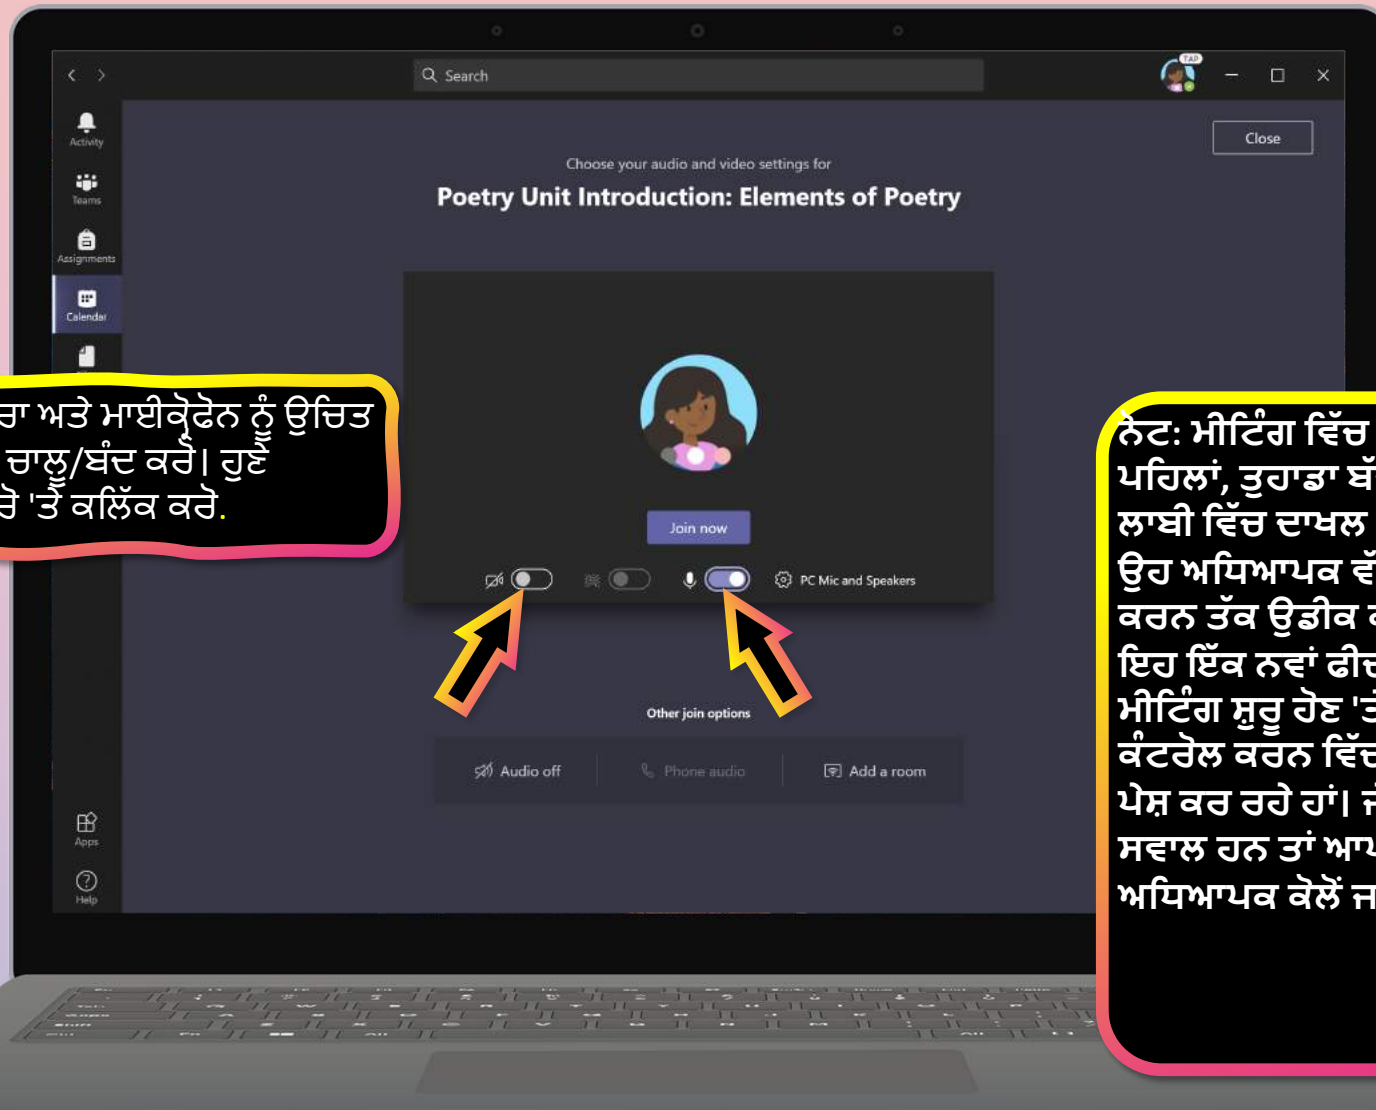 Search
TAP
Activity
Teams
Assignments
Calendar
Close
Choose your audio and video settings for
Poetry Unit Introduction: Elements of Poetry
ਰਾ ਅਤੇ ਮਾਈਕ੍ਰੋਫੋਨ ਨੂੰ ਉਚਿਤ
ਚਾਲੂ/ਬੰਦ ਕਰੋ। ਹੁਣੇ
ਰੋ 'ਤੇ ਕਲਿੱਕ ਕਰੋ.
Join now
PC Mic and Speakers
Other join options
Audio off
Phone audio
Add a room
Apps
Help
ਨੋਟ: ਮੀਟਿੰਗ ਵਿੱਚ
ਪਹਿਲਾਂ, ਤੁਹਾਡਾ
ਲਾਬੀ ਵਿੱਚ ਦਾਖਲ
ਉਹ ਅਧਿਆਪਕ
ਕਰਨ ਤੱਕ ਉਡੀਕ
ਇਹ ਇੱਕ ਨਵਾਂ
ਮੀਟਿੰਗ ਸ਼ੁਰੂ ਹੋਣ 'ਤੇ
ਕੰਟਰੋਲ ਕਰਨ ਵਿੱਚ
ਪੇਸ਼ ਕਰ ਰਹੇ ਹਾਂ।
ਸਵਾਲ ਹਨ ਤਾਂ
ਅਧਿਆਪਕ ਕੋਲੋਂ